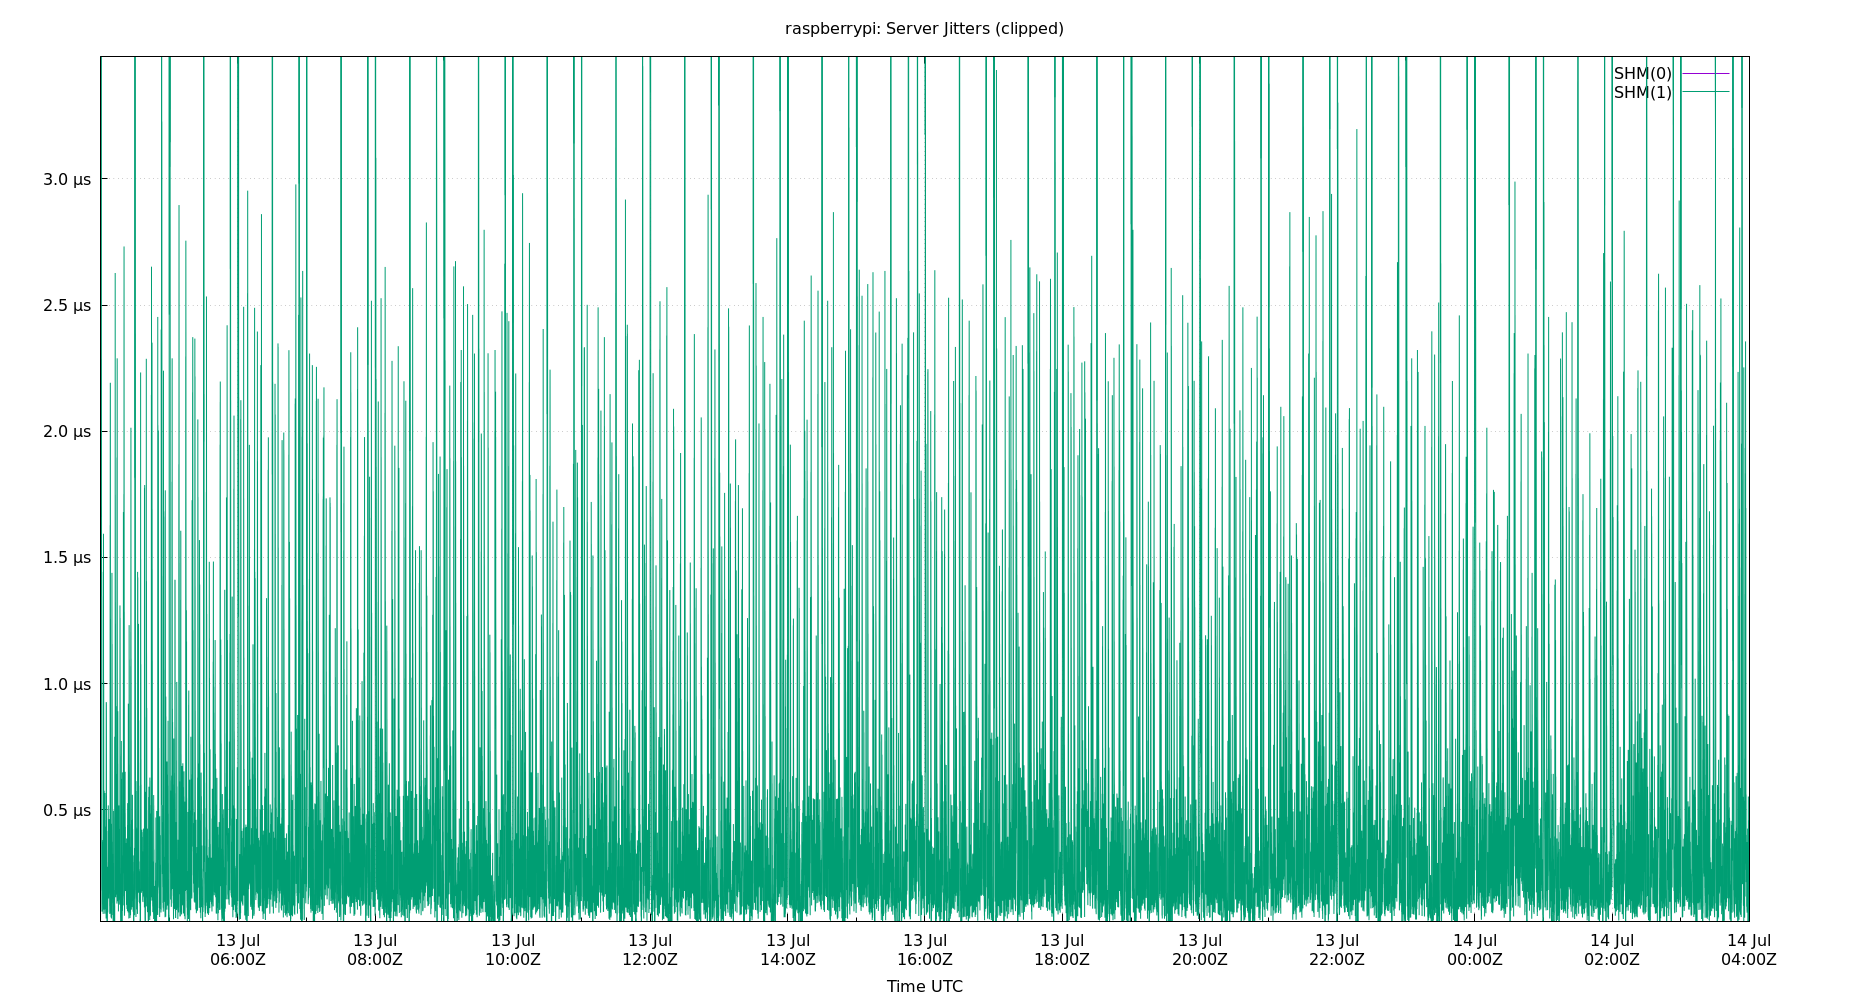 raspberrypi: Server Jitters (clipped)
SHM(0)
SHM(1)
3.0 µs
2.5 µs
2.0 µs
1.5 µs
1.0 µs
0.5 µs
13 Jul 13 Jul 13 Jul 13 Jul 13 Jul 13 Jul 13 Jul 13 Jul 13 Jul 14 Jul 14 Jul 14 Jul
06:00Z 08:00Z 10:00Z 12:00Z 14:00Z 16:00Z 18:00Z 20:00Z 22:00Z 00:00Z 02:00Z 04:00Z
Time UTC